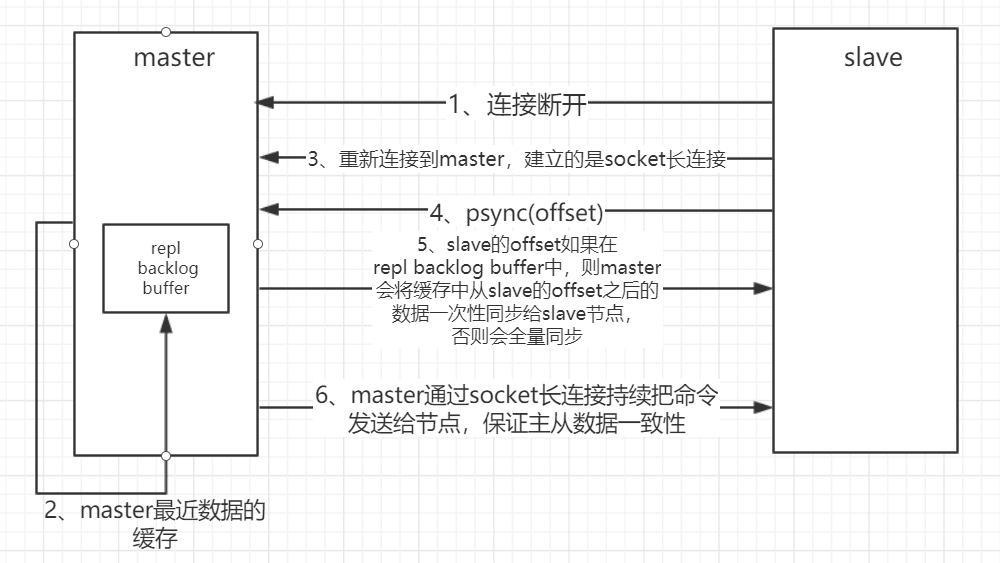 master
slave
1、连接断开
3、重新连接到master，建立的是socket长连接
4、psync(offset)
repl
backlog
buffer
5、slave的offset如果在
repl backlog buffer中，则master
会将缓存中从slave的offset之后的
数据一次性同步给slave节点，
否则会全量同步
6、master通过socket长连接持续把命令
发送给节点，保证主从数据一致性
2、master最近数据的
缓存